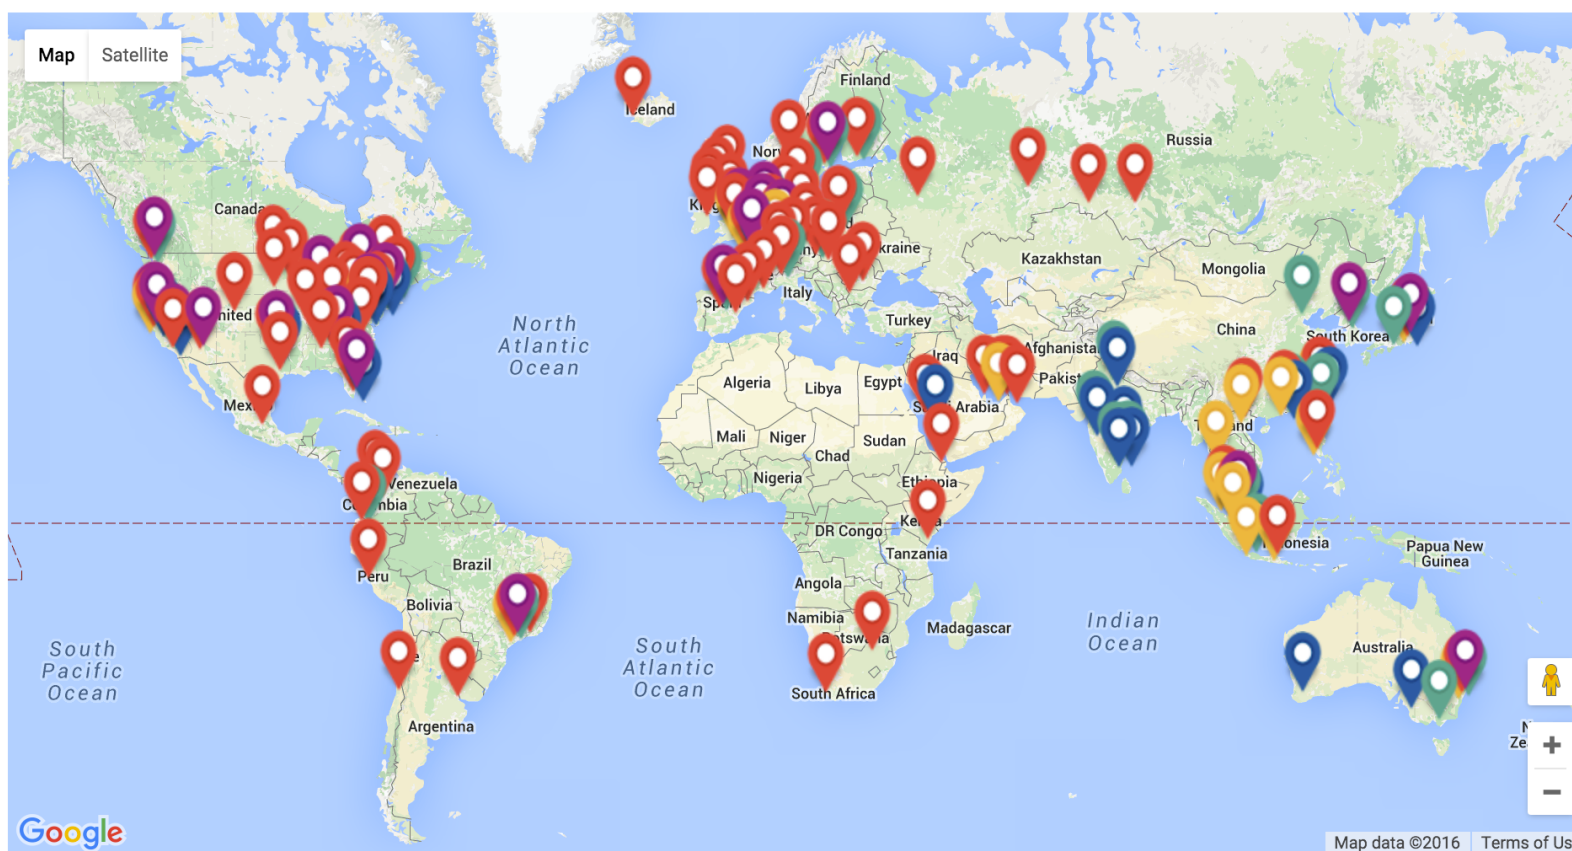 Map Satellite
Finland
Iceland
Russia
Canada
Kazakhstan
Mongolia
Italy
North
Atlantic
Ocean
Turkey
China
South Korea
Iraq
Afghanista
Algeria
Libya
Egypt
Pakist
Mali
Niger
Sudan
Chad
Venezuela
Nigeria
Ethiopia
DR Congo
Tanzania
Papua New
Guinea
Peru
Brazil
Angola
Bolivia
Namibia
Madagascar
Indian
Ocean
South
Pacific
Ocean
South
Atlantic
Ocean
Australia
South Africa
Argentina
Google
Map data ©2016
Terms of Us